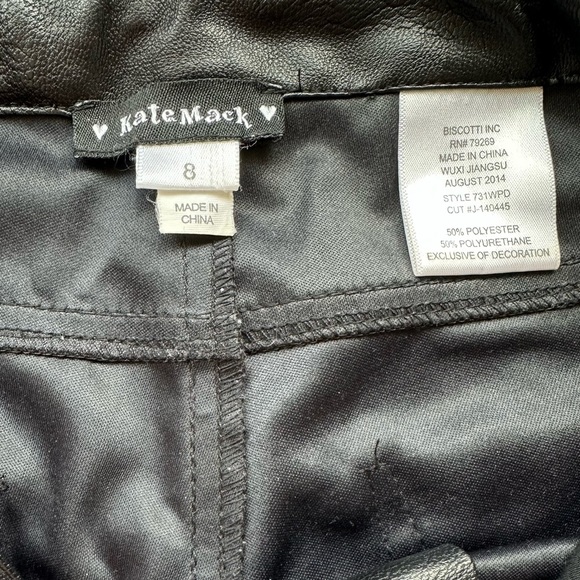 ♥ Kate Mack ♥
8
MADE IN
CHINA
BISCOTTI INC
RN# 79269
MADE IN CHINA
WUXI JIANGSU
AUGUST 2014
STYLE 731WPD
CUT #J-140445
50% POLYESTER
50% POLYURETHANE
EXCLUSIVE OF DECORATION